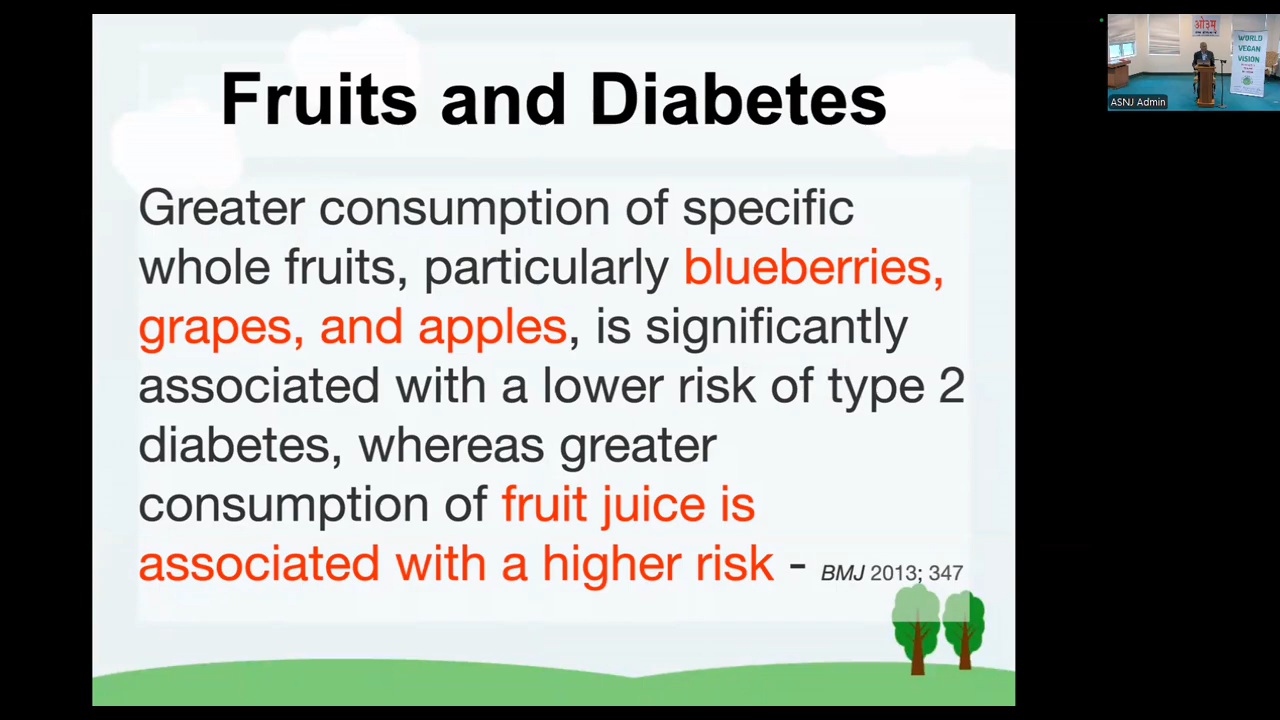 Fruits and Diabetes
Greater consumption of specific
whole fruits, particularly blueberries,
grapes, and apples, is significantly
associated with a lower risk of type 2
diabetes, whereas greater
consumption of fruit juice is
associated with a higher risk - BMJ 2013; 347
ओ३म्
WORLD
VEGAN
VISION
ASNJ Admin